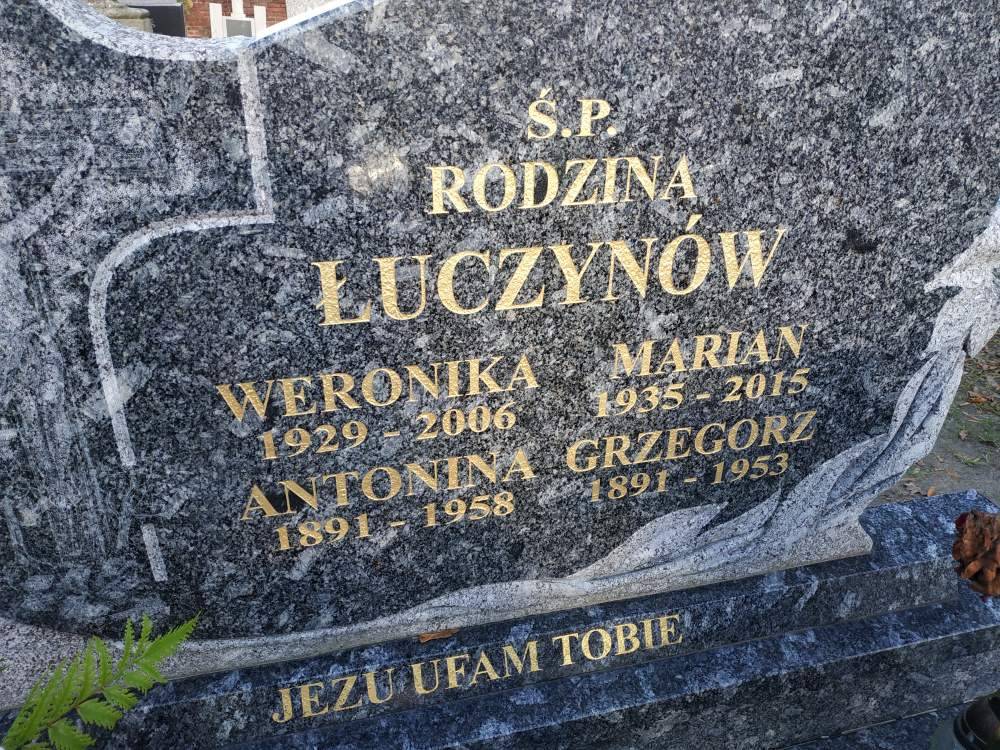 Ś.P.
RODZINA
ŁUCZYNÓW
WERONIKA
1929 - 2006
MARIAN
1935 - 2015
ANTONINA
1891 - 1958
GRZEGORZ
1891 - 1953
JEZU UFAM TOBIE